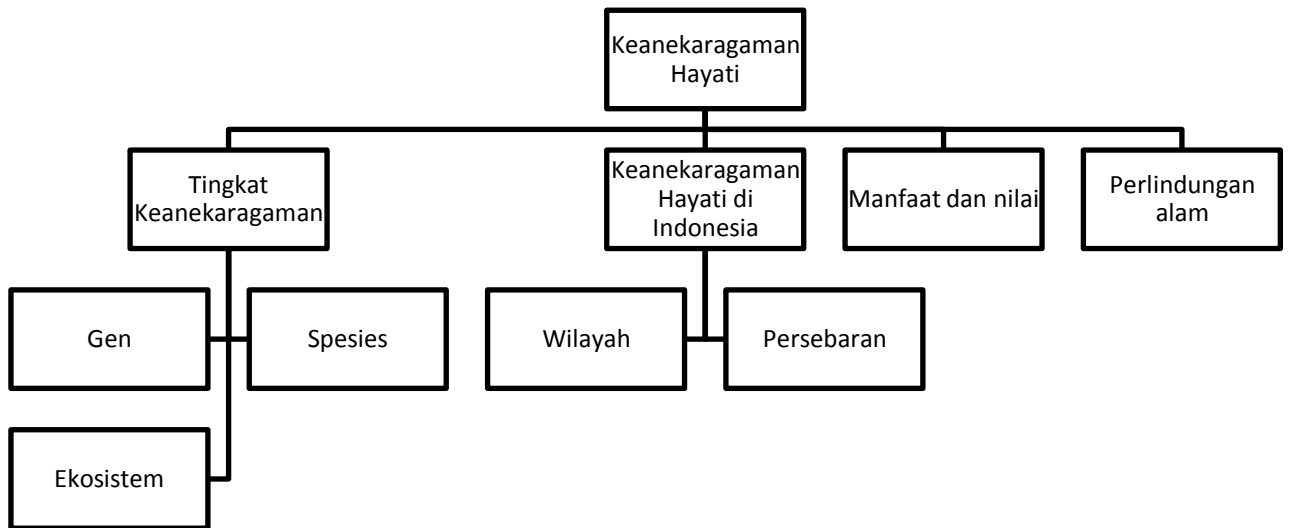 Keanekaragaman
Hayati
Tingkat
Keanekaragaman
Keanekaragaman
Hayati di
Indonesia
Manfaat dan nilai
Perlindungan
alam
Gen
Spesies
Wilayah
Persebaran
Ekosistem